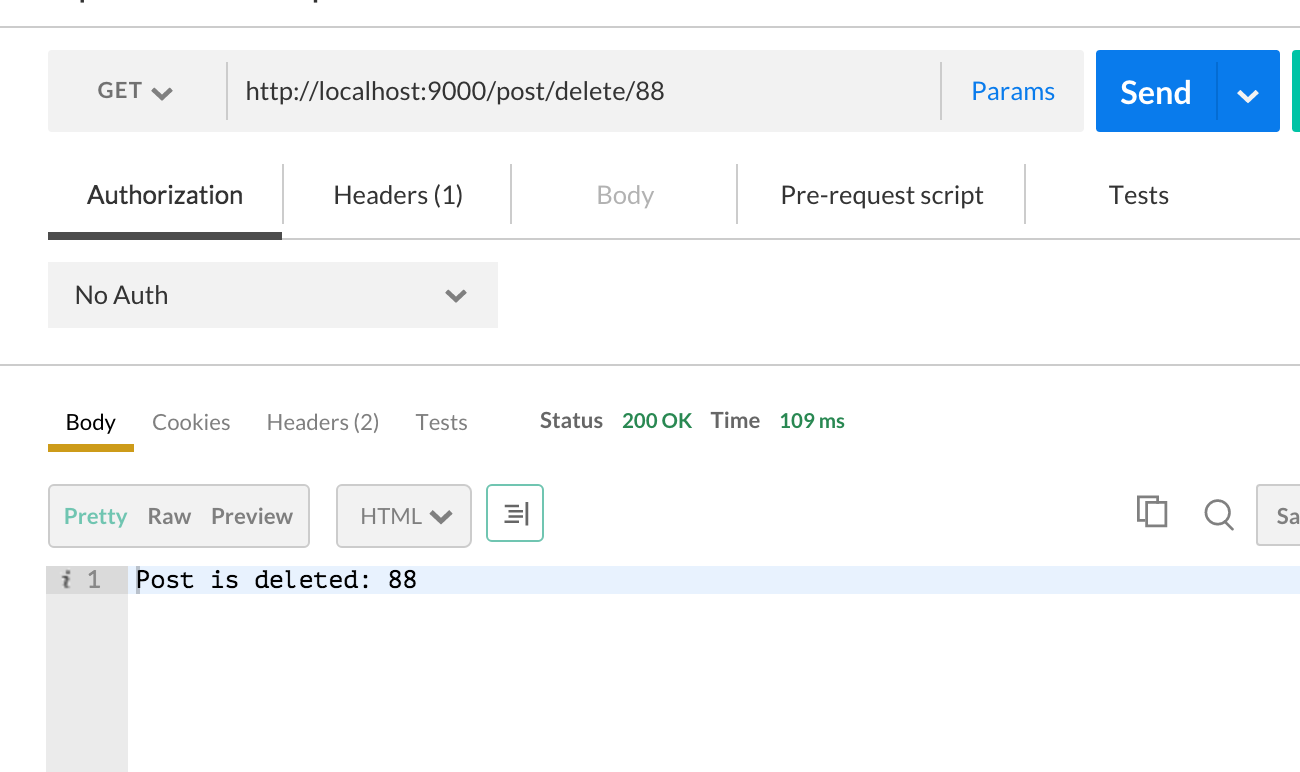 GET http://localhost:9000/post/delete/88 Params Send
Authorization Headers (1) Body Pre-request script Tests
No Auth
Body Cookies Headers (2) Tests Status 200 OK Time 109 ms
Pretty Raw Preview HTML Sa
i 1 Post is deleted: 88